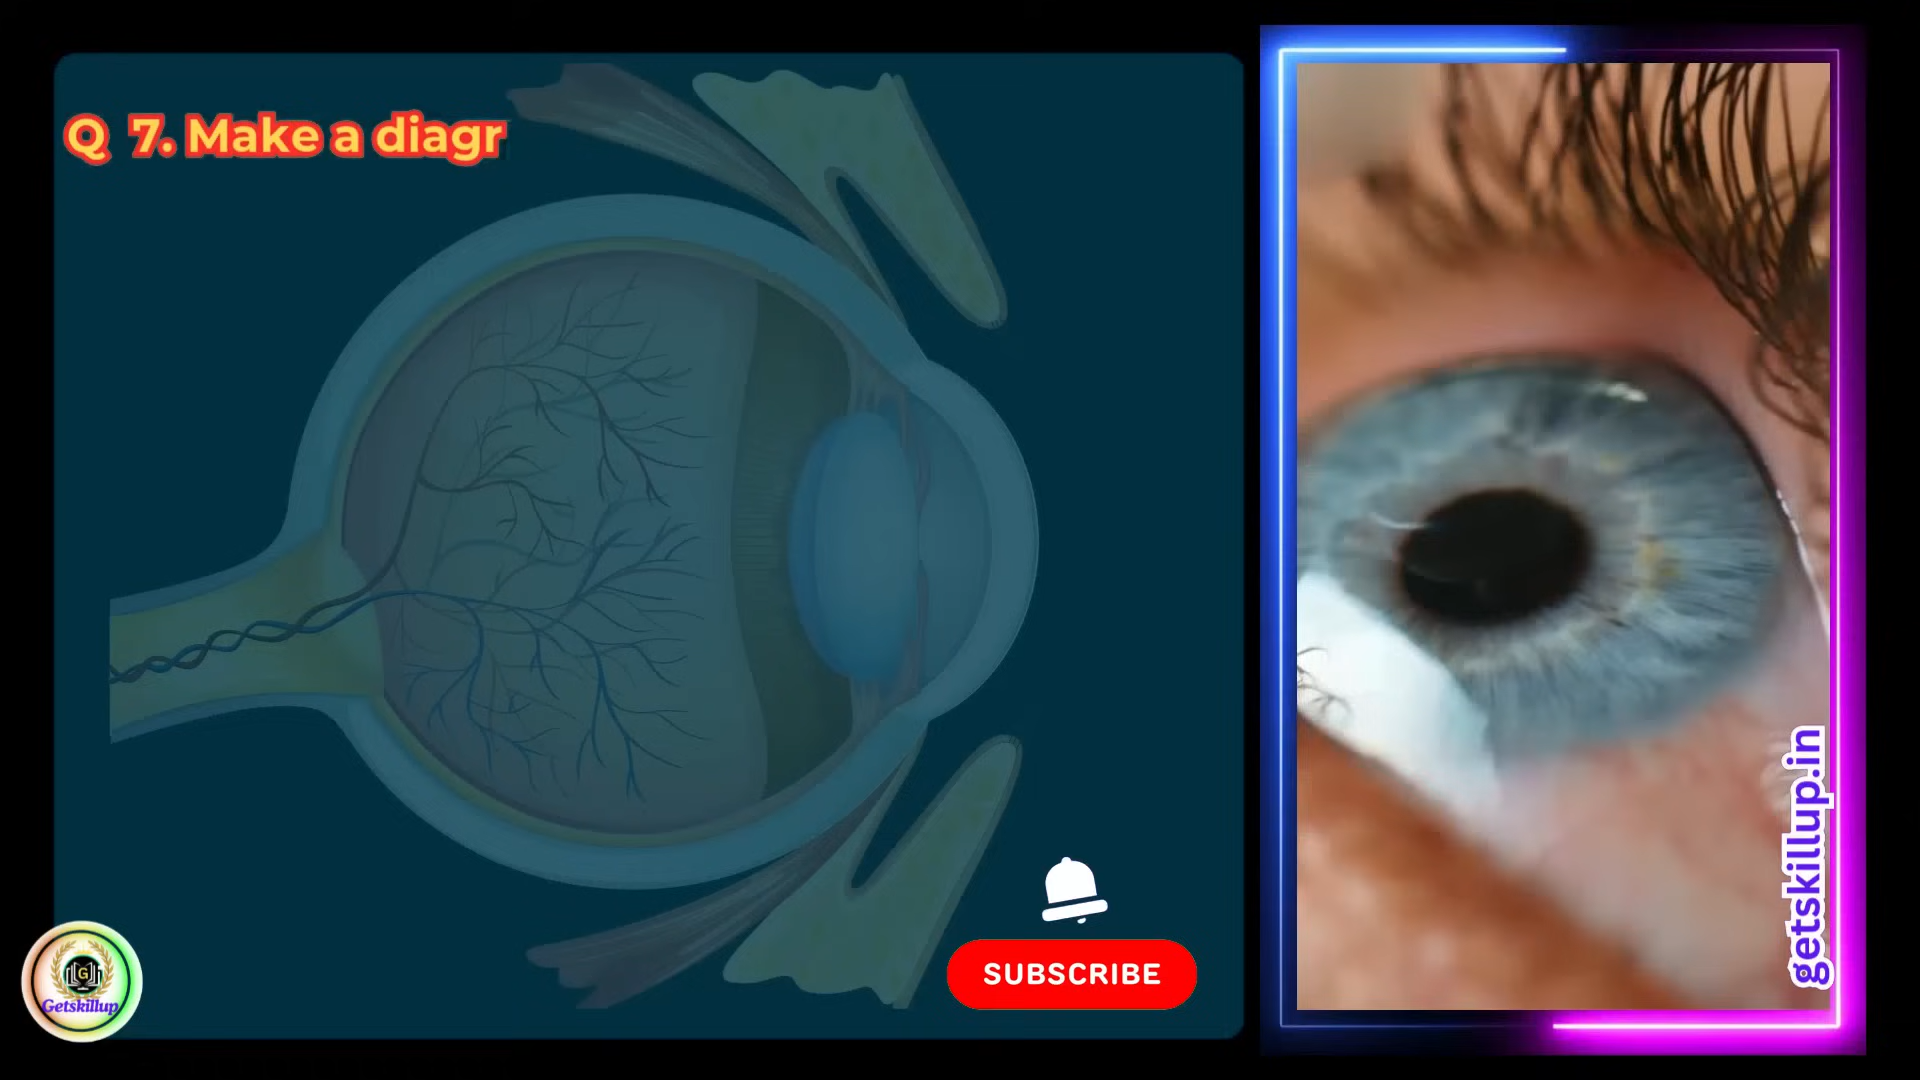 Q 7. Make a diagr
SUBSCRIBE
getskillup.in
G
Getskillup